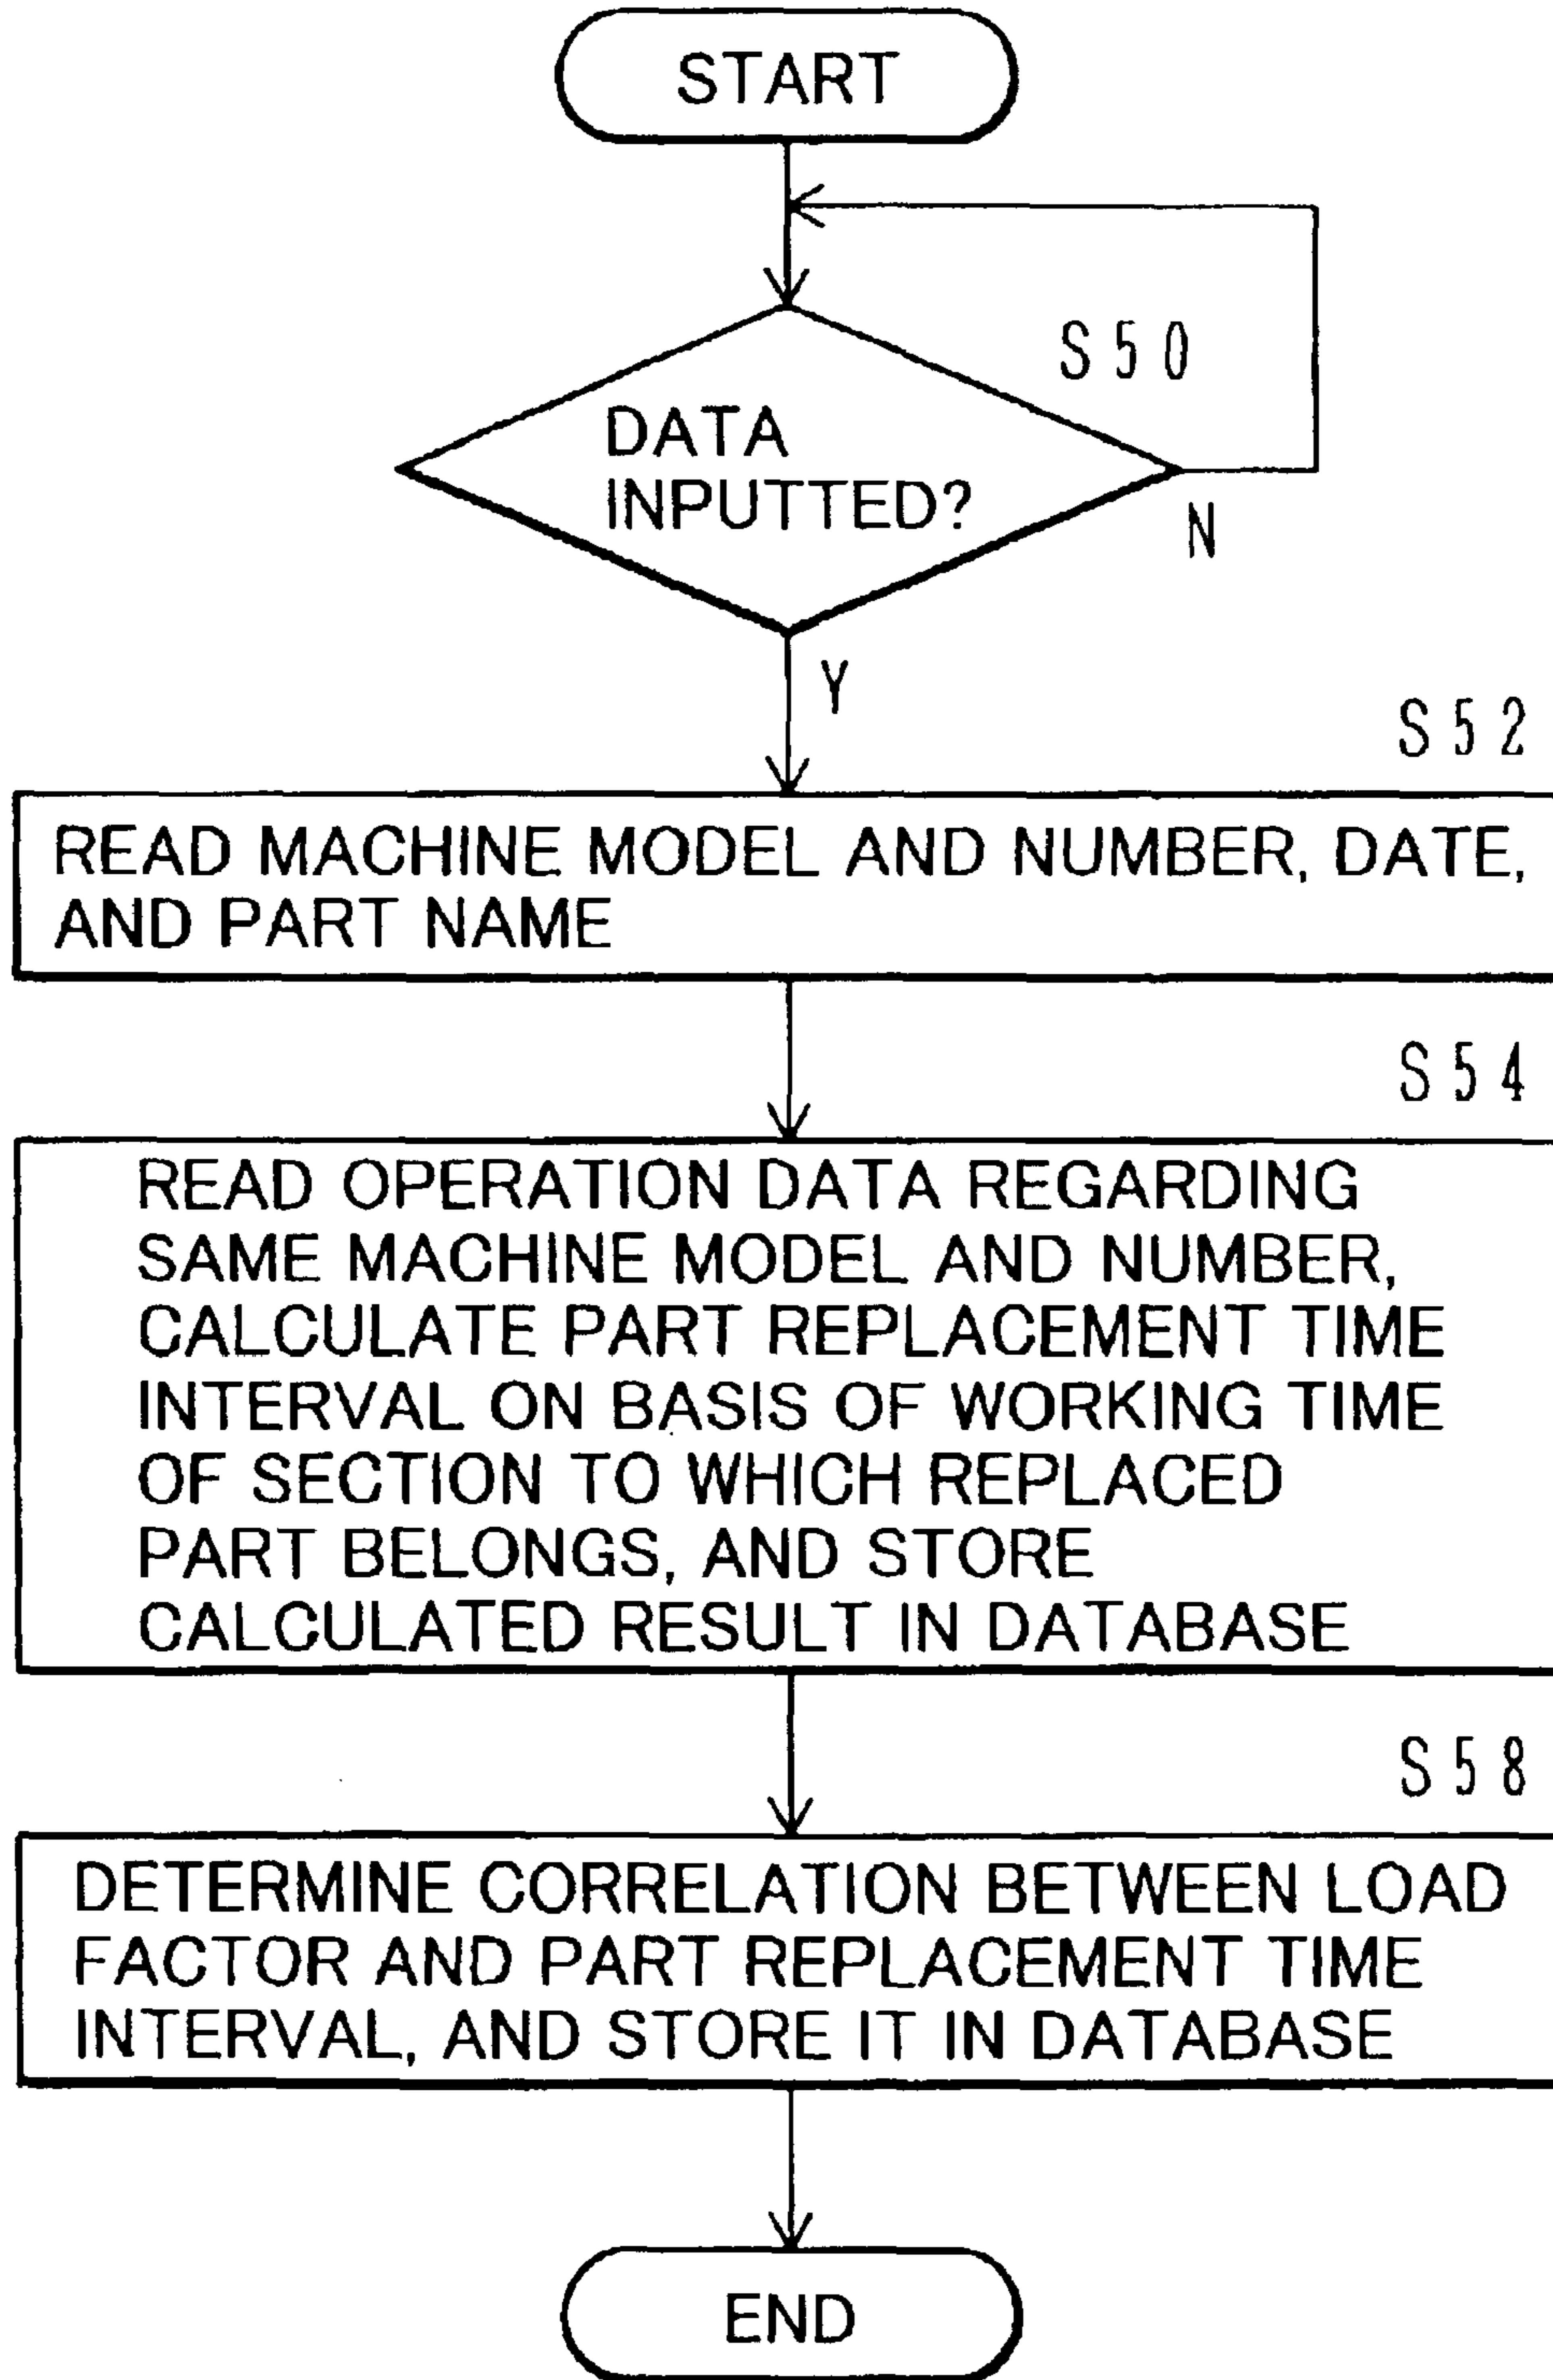 START
S50
DATA
INPUTTED?
N
Y
S52
READ MACHINE MODEL AND NUMBER, DATE,
AND PART NAME
S54
READ OPERATION DATA REGARDING
SAME MACHINE MODEL AND NUMBER,
CALCULATE PART REPLACEMENT TIME
INTERVAL ON BASIS OF WORKING TIME
OF SECTION TO WHICH REPLACED
PART BELONGS, AND STORE
CALCULATED RESULT IN DATABASE
S58
DETERMINE CORRELATION BETWEEN LOAD
FACTOR AND PART REPLACEMENT TIME
INTERVAL, AND STORE IT IN DATABASE
END